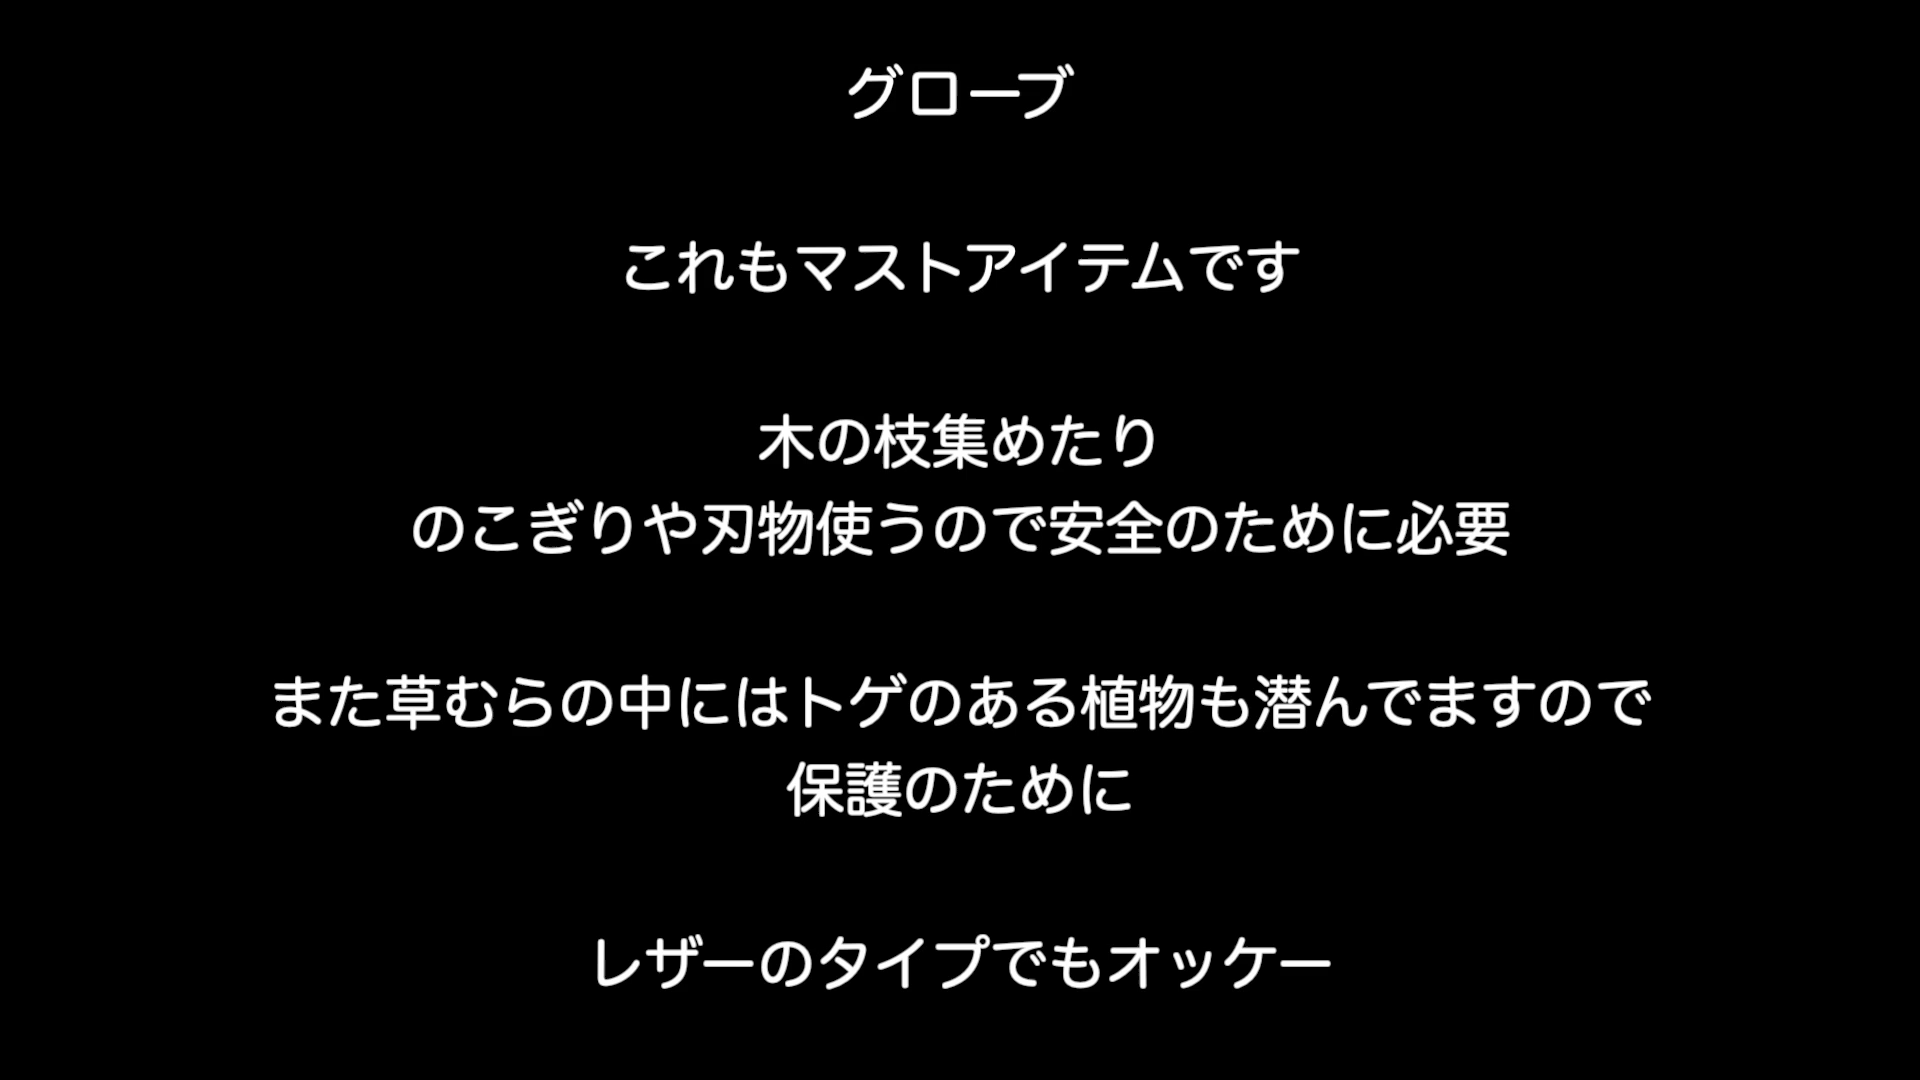 グローブ
これもマストアイテムです
木の枝集めたり
のこぎりや刃物使うので安全のために必要
また草むらの中にはトゲのある植物も潜んでますので
保護のために
レザーのタイプでもオッケー